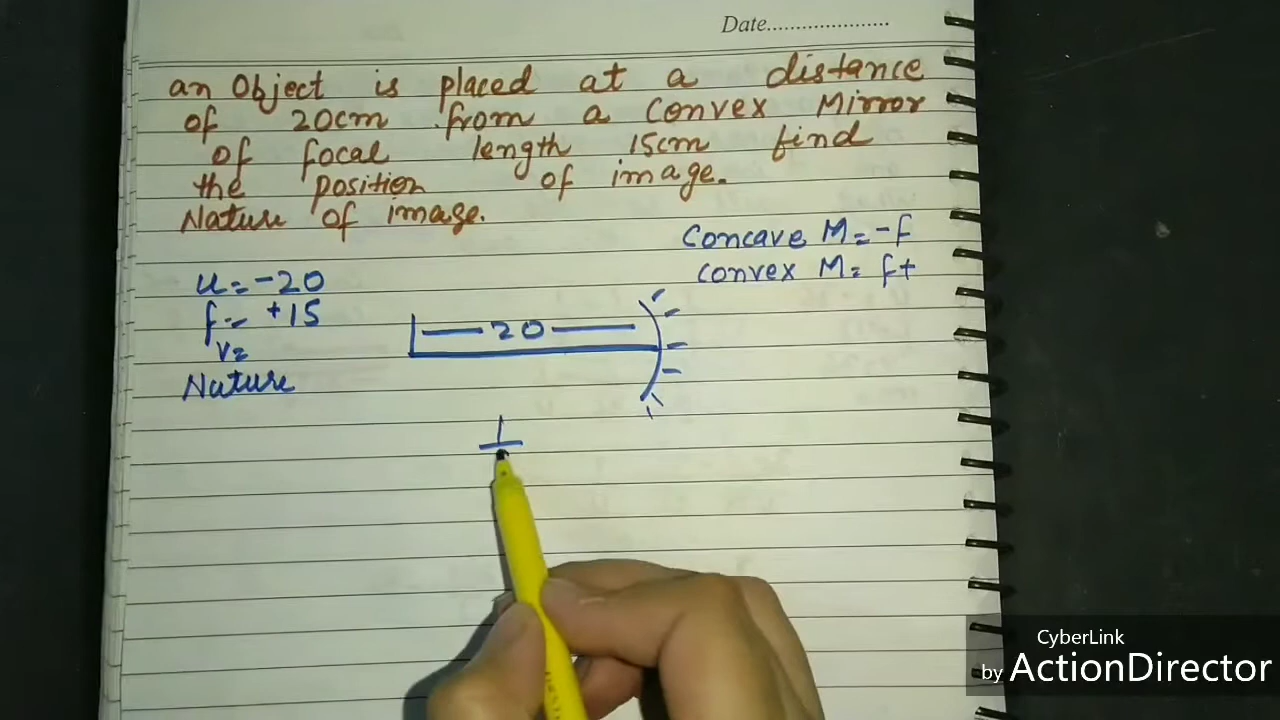 Date....................
an Object is placed at a distance
of 20cm from a Convex Mirror
of focal length 15cm find
the position of image.
Nature of image.
Concave M= -f
convex M= f+
u= -20
f= +15
v=
Nature
20
1
by CyberLink
ActionDirector